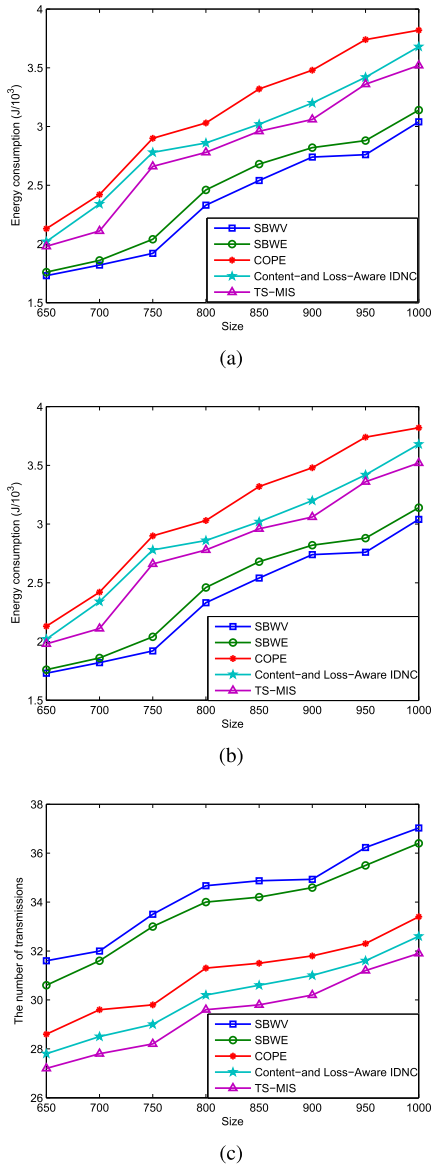 4
3.5
3
2.5
2
1.5
Energy consumption (J/10³)
650 700 750 800 850 900 950 1000
Size
SBWV
SBWE
COPE
Content-and Loss-Aware IDNC
TS-MIS
(a)
4
3.5
3
2.5
2
1.5
Energy consumption (J/10³)
650 700 750 800 850 900 950 1000
Size
SBWV
SBWE
COPE
Content-and Loss-Aware IDNC
TS-MIS
(b)
38
36
34
32
30
28
26
The number of transmissions
650 700 750 800 850 900 950 1000
Size
SBWV
SBWE
COPE
Content-and Loss-Aware IDNC
TS-MIS
(c)